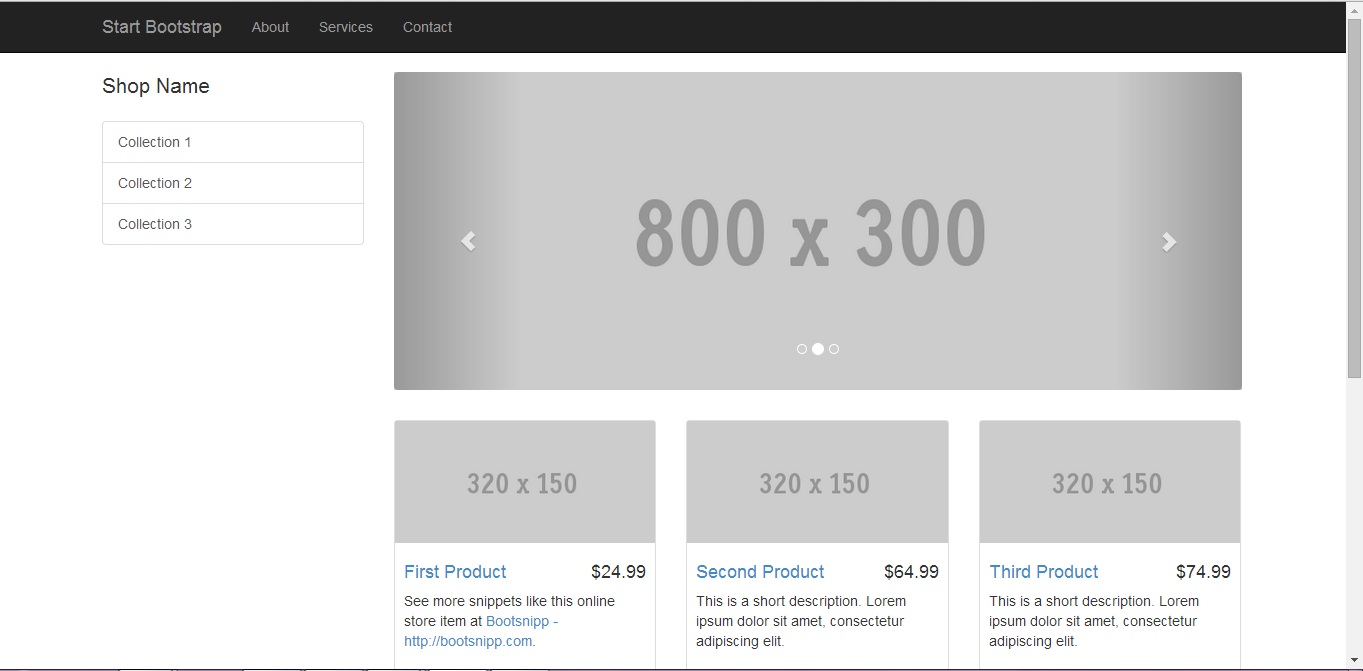 Start Bootstrap About Services Contact
Shop Name
Collection 1
Collection 2
Collection 3
800 x 300
320 x 150
First Product $24.99
See more snippets like this online
store item at Bootsnipp -
http://bootsnipp.com.
320 x 150
Second Product $64.99
This is a short description. Lorem
ipsum dolor sit amet, consectetur
adipiscing elit.
320 x 150
Third Product $74.99
This is a short description. Lorem
ipsum dolor sit amet, consectetur
adipiscing elit.